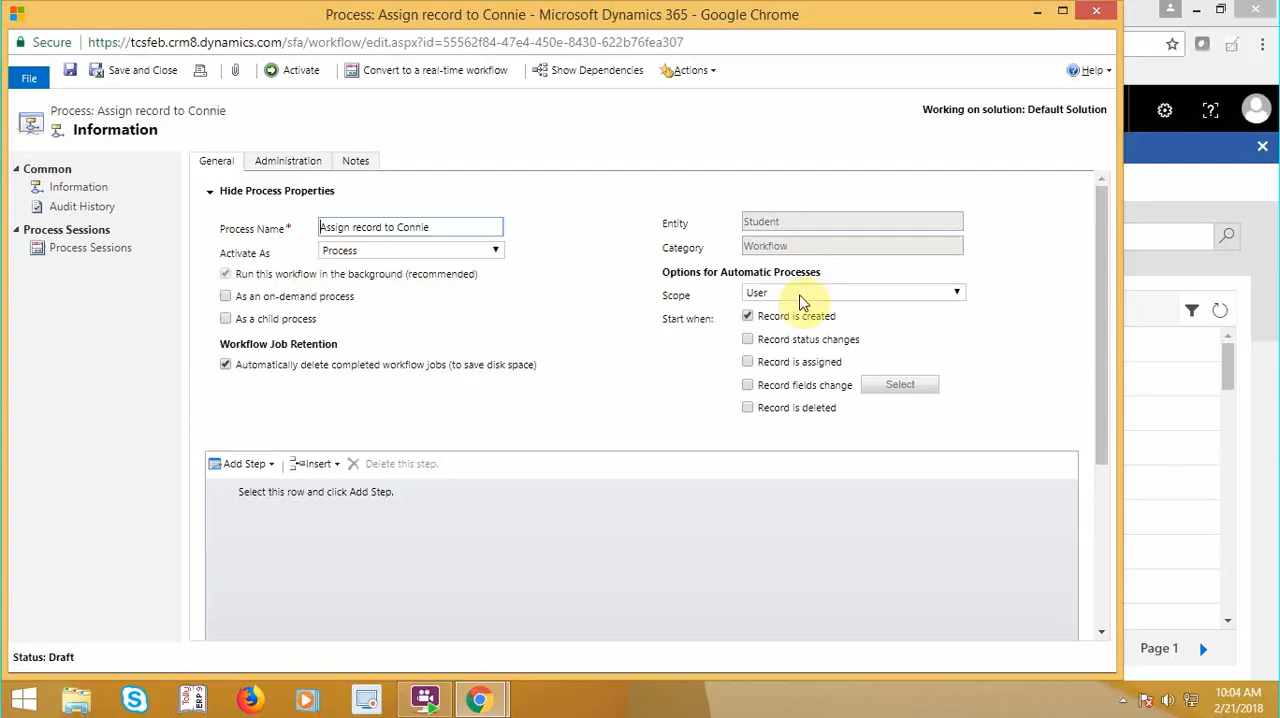 Process: Assign record to Connie - Microsoft Dynamics 365 - Google Chrome
Secure https://tcsfeb.crm8.dynamics.com/sfa/workflow/edit.aspx?id=55562f84-47e4-450e-8430-622b76fea307
File Save and Close Activate Convert to a real-time workflow Show Dependencies Actions Help
Process: Assign record to Connie
Information
Working on solution: Default Solution
Common
Information
Audit History
Process Sessions
Process Sessions
General Administration Notes
Hide Process Properties
Process Name* Assign record to Connie
Activate As Process
Run this workflow in the background (recommended)
As an on-demand process
As a child process
Workflow Job Retention
Automatically delete completed workflow jobs (to save disk space)
Entity Student
Category Workflow
Options for Automatic Processes
Scope User
Start when: Record is created
Record status changes
Record is assigned
Record fields change Select
Record is deleted
Add Step Insert Delete this step.
Select this row and click Add Step.
Status: Draft
Page 1
10:04 AM
2/21/2018